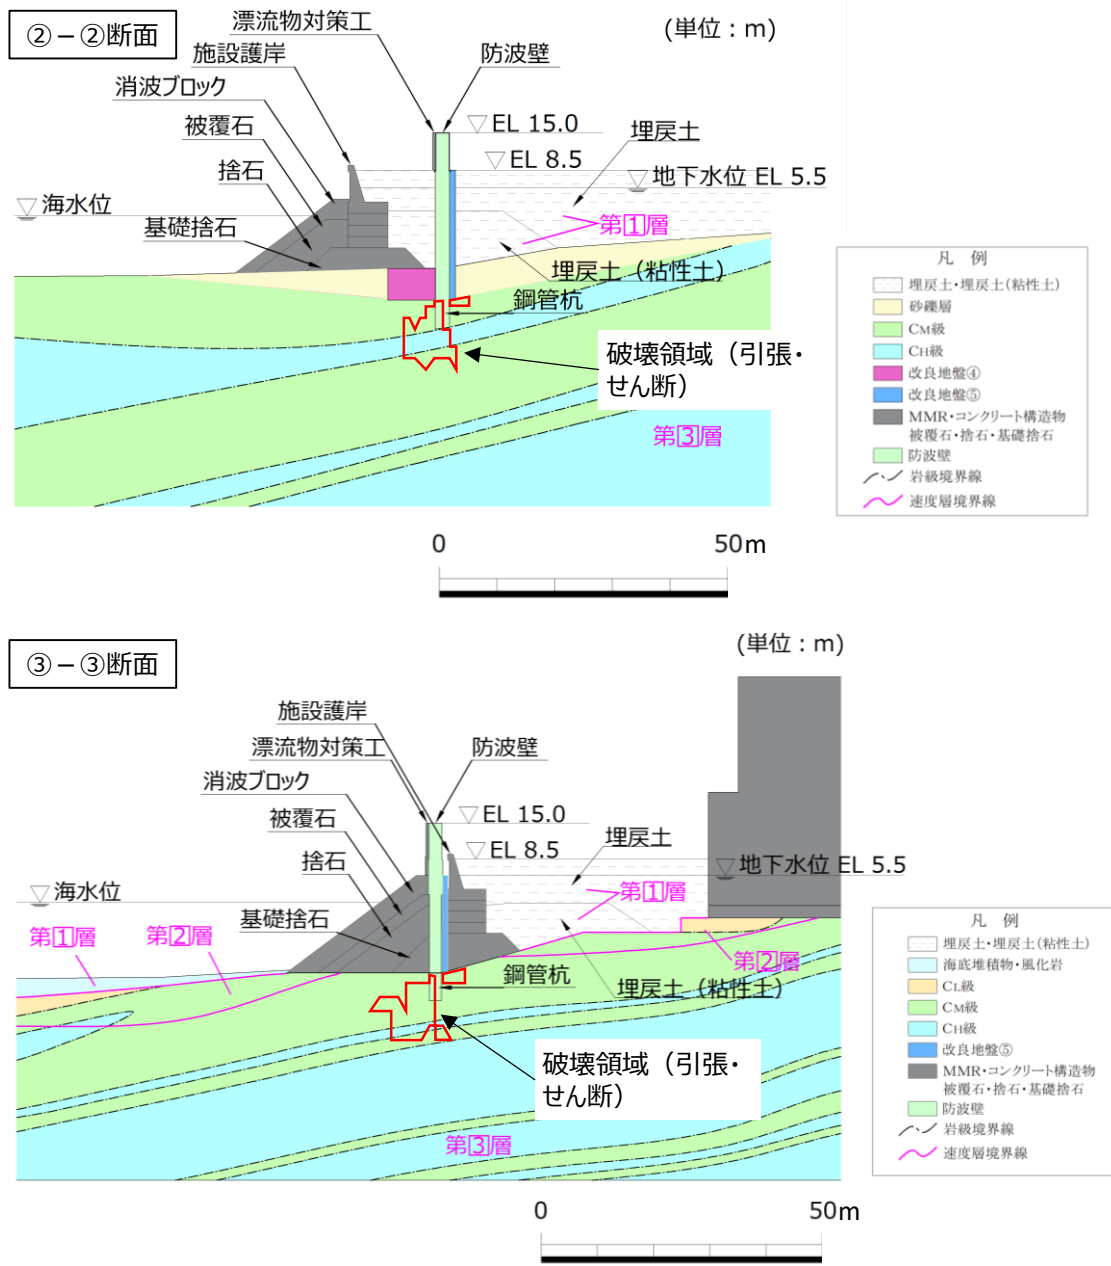 ②－②断面
(単位：m)
漂流物対策工
施設護岸
防波壁
消波ブロック
被覆石
捨石
基礎捨石
海水位
EL 15.0
埋戻土
EL 8.5
地下水位 EL 5.5
第1層
埋戻土（粘性土）
鋼管杭
破壊領域（引張・
せん断）
第3層
凡 例
埋戻土・埋戻土(粘性土)
砂礫層
CM級
CH級
改良地盤④
改良地盤⑤
MMR・コンクリート構造物
被覆石・捨石・基礎捨石
防波壁
岩級境界線
速度層境界線
0
50m
③－③断面
(単位：m)
施設護岸
漂流物対策工
防波壁
消波ブロック
被覆石
捨石
基礎捨石
海水位
EL 15.0
EL 8.5
埋戻土
地下水位 EL 5.5
第1層
第1層
第2層
第2層
鋼管杭
埋戻土（粘性土）
破壊領域（引張・
せん断）
第3層
凡 例
埋戻土・埋戻土(粘性土)
海底堆積物・風化岩
CL級
CM級
CH級
改良地盤⑤
MMR・コンクリート構造物
被覆石・捨石・基礎捨石
防波壁
岩級境界線
速度層境界線
0
50m